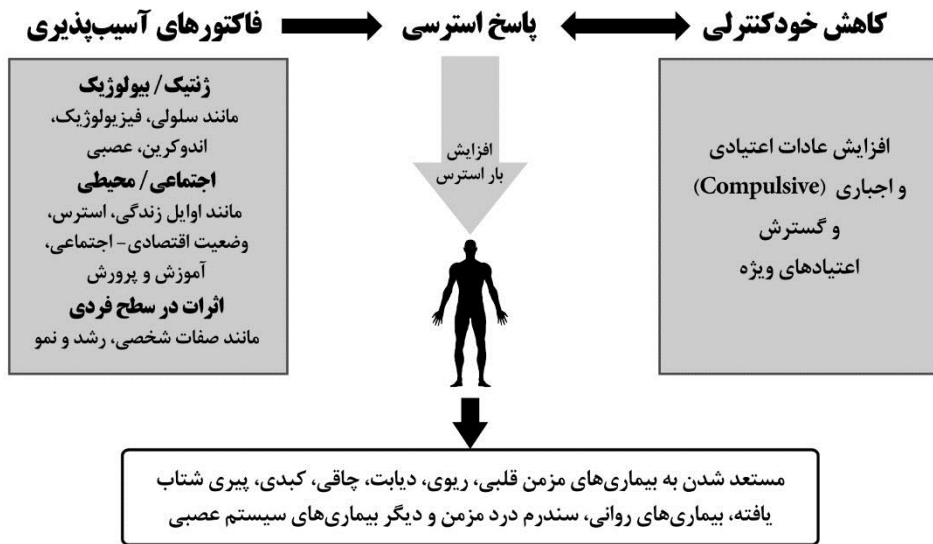 فاکتورهای آسیب‌پذیری
پاسخ استرسی
کاهش خودکنترلی
ژنتیک/ بیولوژیک
مانند سلولی، فیزیولوژیک،
اندوکرین، عصبی
اجتماعی/ محیطی
مانند اوایل زندگی، استرس،
وضعیت اقتصادی- اجتماعی،
آموزش و پرورش
اثرات در سطح فردی
مانند صفات شخصی، رشد و نمو
افزایش
بار استرس
افزایش عادات اعتیادی
و اجباری (Compulsive)
و گسترش
اعتیادهای ویژه
مستعد شدن به بیماری‌های مزمن قلبی، ریوی، دیابت، چاقی، کبدی، پیری شتاب
یافته، بیماری‌های روانی، سندرم درد مزمن و دیگر بیماری‌های سیستم عصبی